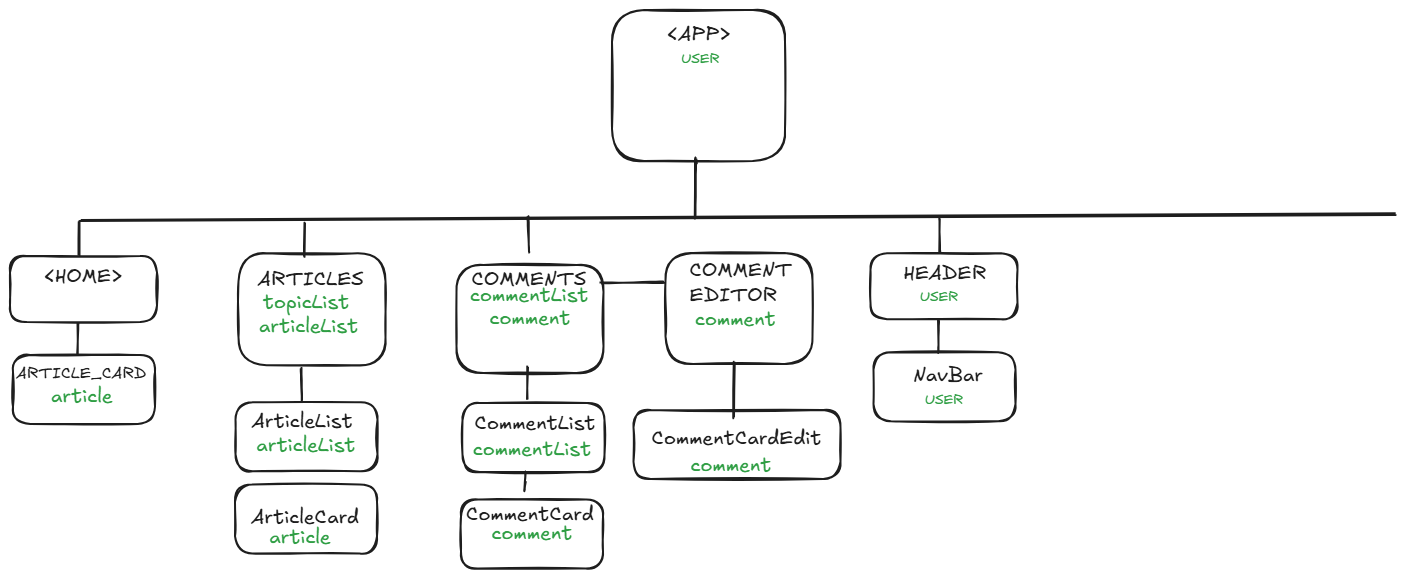 <APP>
USER
<HOME>
ARTICLE_CARD
article
ARTICLES
topicList
articleList
ArticleList
articleList
ArticleCard
article
COMMENTS
commentList
comment
CommentList
commentList
CommentCard
comment
COMMENT
EDITOR
comment
CommentCardEdit
comment
HEADER
USER
NavBar
USER